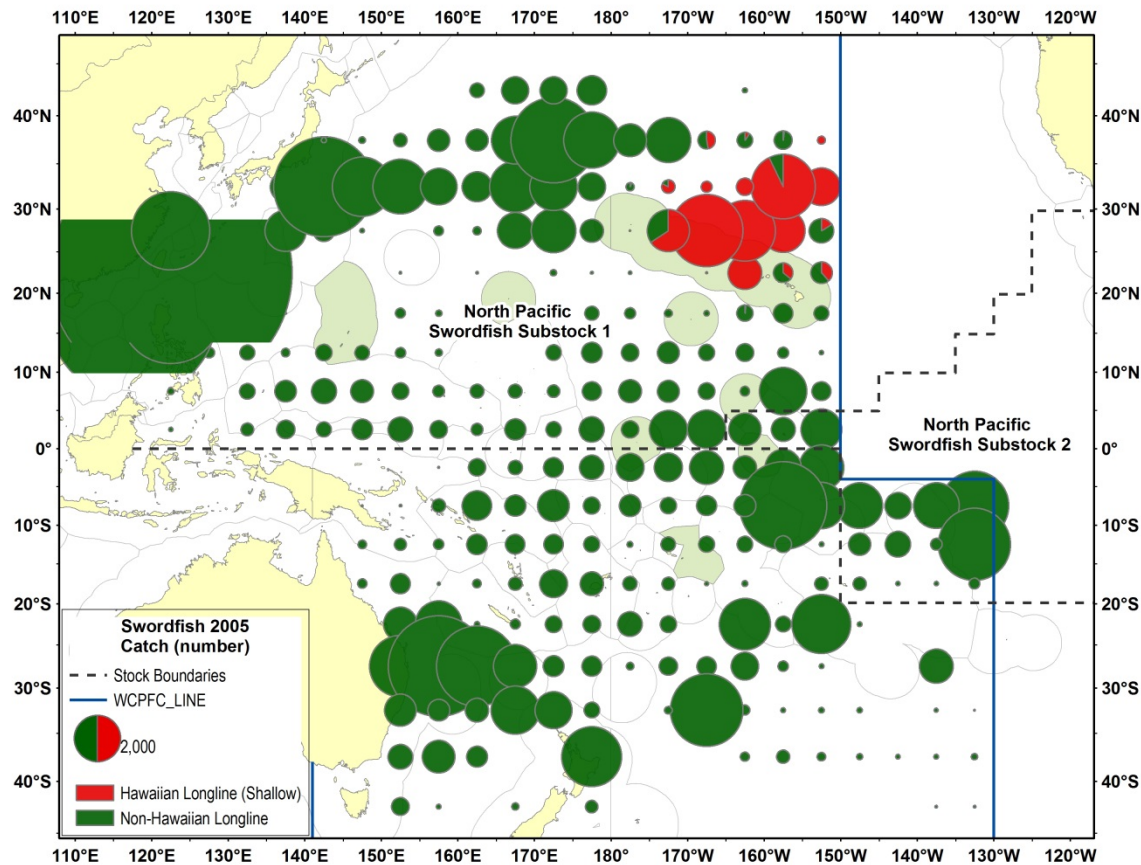 110°E 120°E 130°E 140°E 150°E 160°E 170°E 180° 170°W 160°W 150°W 140°W 130°W 120°W
40°N 40°N
30°N 30°N
20°N 20°N
10°N 10°N
0° 0°
10°S 10°S
20°S 20°S
30°S 30°S
40°S 40°S
North Pacific
Swordfish Substock 1
North Pacific
Swordfish Substock 2
Swordfish 2005
Catch (number)
Stock Boundaries
WCPFC_LINE
2,000
Hawaiian Longline (Shallow)
Non-Hawaiian Longline
110°E 120°E 130°E 140°E 150°E 160°E 170°E 180° 170°W 160°W 150°W 140°W 130°W 120°W